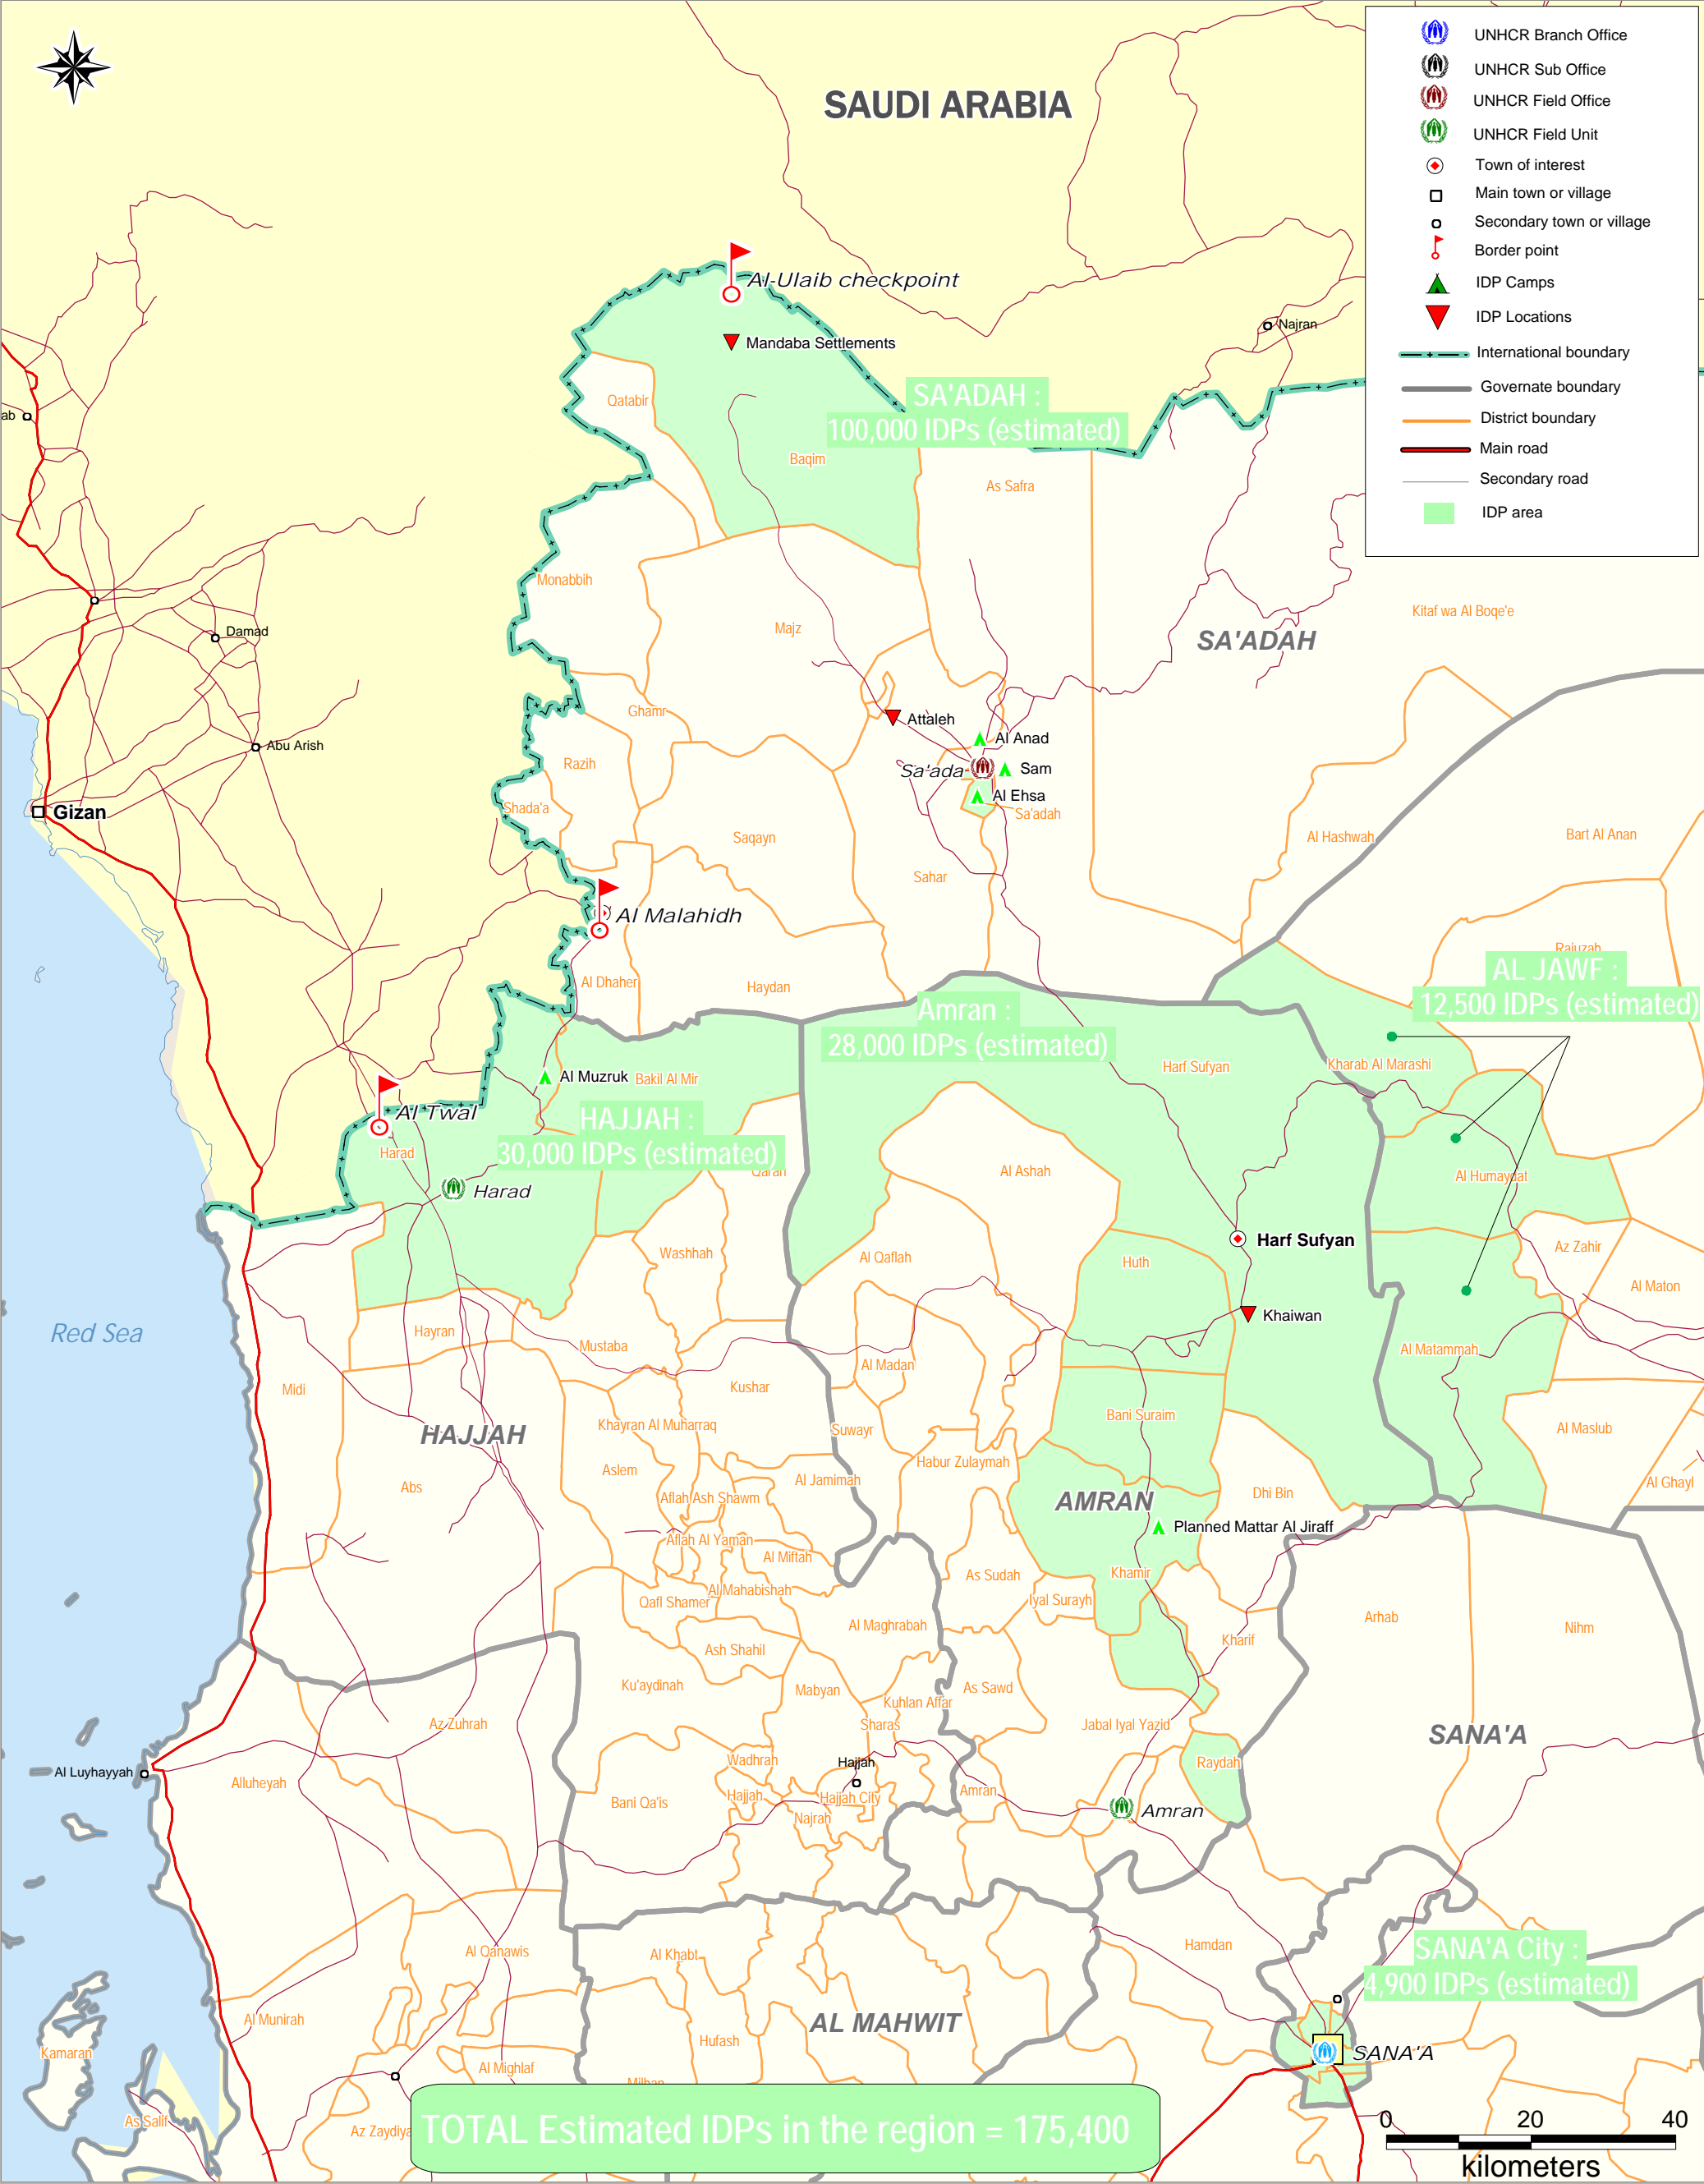 SAUDI ARABIA
UNHCR Branch Office
UNHCR Sub Office
UNHCR Field Office
UNHCR Field Unit
Town of interest
Main town or village
Secondary town or village
Border point
IDP Camps
IDP Locations
International boundary
Governate boundary
District boundary
Main road
Secondary road
IDP area
Al-Ulaib checkpoint
Mandaba Settlements
Najran
ab
SA'ADAH :
100,000 IDPs (estimated)
Qatabir
Baqim
As Safra
Monabbih
Kitaf wa Al Boqe'e
Majz
SA'ADAH
Damad
Ghamr
Attaleh
Al Anad
Abu Arish
Razih
Sa'ada
Sam
Al Ehsa
Gizan
Shada'a
Sa'adah
Saqayn
Al Hashwah
Bart Al Anan
Sahar
Al Malahidh
Rajuzah
AL JAWF :
12,500 IDPs (estimated)
Al Dhaher
Haydan
Amran :
28,000 IDPs (estimated)
Harf Sufyan
Kharab Al Marashi
Al Muzruk
Bakil Al Mir
Al Twal
HAJJAH :
30,000 IDPs (estimated)
Harad
Qarah
Al Ashah
Al Humaydat
Harad
Harf Sufyan
Washhah
Al Qaflah
Huth
Az Zahir
Al Maton
Khaiwan
Red Sea
Hayran
Mustaba
Al Madan
Al Matammah
Midi
Kushar
Bani Suraim
Khayran Al Muharraq
Suwayr
Al Maslub
HAJJAH
Habur Zulaymah
Aslem
Al Jamimah
Al Ghayl
Abs
Aflah Ash Shawm
AMRAN
Dhi Bin
Planned Mattar Al Jiraff
Aflah Al Yaman
Al Miftah
As Sudah
Khamir
Al Mahabishah
Qafl Shamer
Iyal Surayh
Al Maghrabah
Arhab
Nihm
Ash Shahil
Kharif
Ku'aydinah
Mabyan
As Sawd
Kuhlan Affar
Az Zuhrah
Sharas
Jabal Iyal Yazid
SANA'A
Wadhrah
Hajjah
Raydah
Al Luyhayyah
Alluheyah
Bani Qa'is
Hajjah
Hajjah City
Amran
Najrah
Amran
Al Qanawis
Al Khabt
Hamdan
SANA'A City :
4,900 IDPs (estimated)
Al Munirah
AL MAHWIT
Hufash
Kamaran
Al Mighlaf
SANA'A
Milhan
As Salif
Az Zaydiya
TOTAL Estimated IDPs in the region = 175,400
0 20 40
kilometers